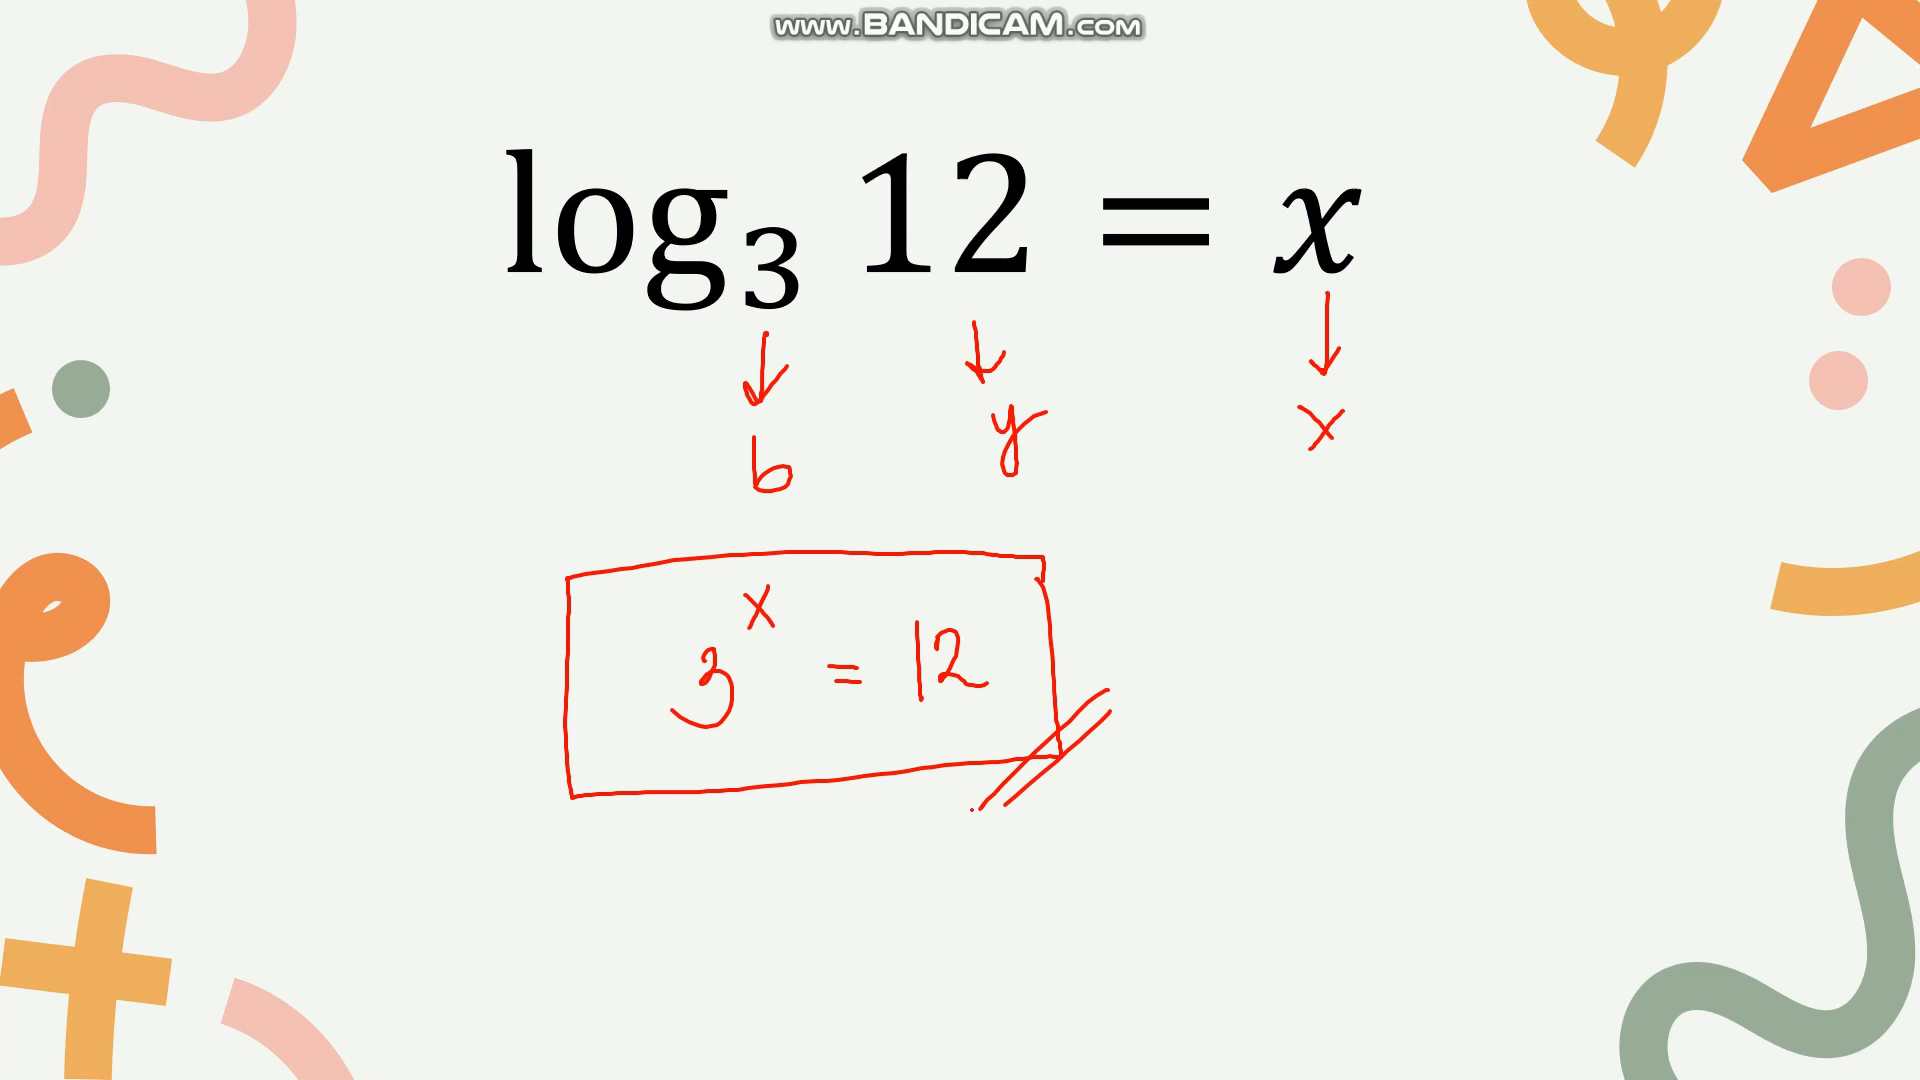 www.BANDICAM.com
log₃ 12 = x
b y x
3ˣ = 12